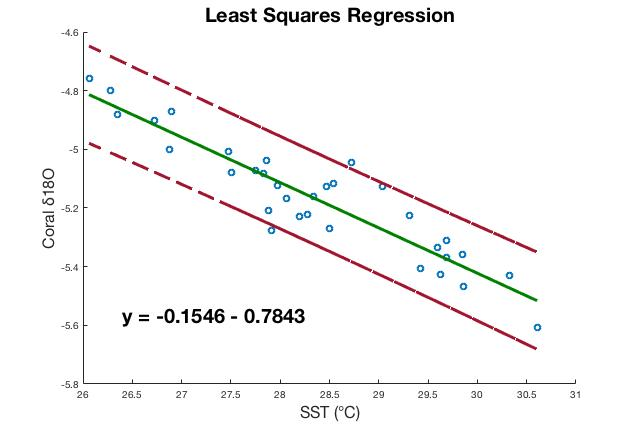 Least Squares Regression
-4.6
-4.8
-5
-5.2
-5.4
-5.6
-5.8
Coral δ18O
y = -0.1546 - 0.7843
26 26.5 27 27.5 28 28.5 29 29.5 30 30.5 31
SST (°C)